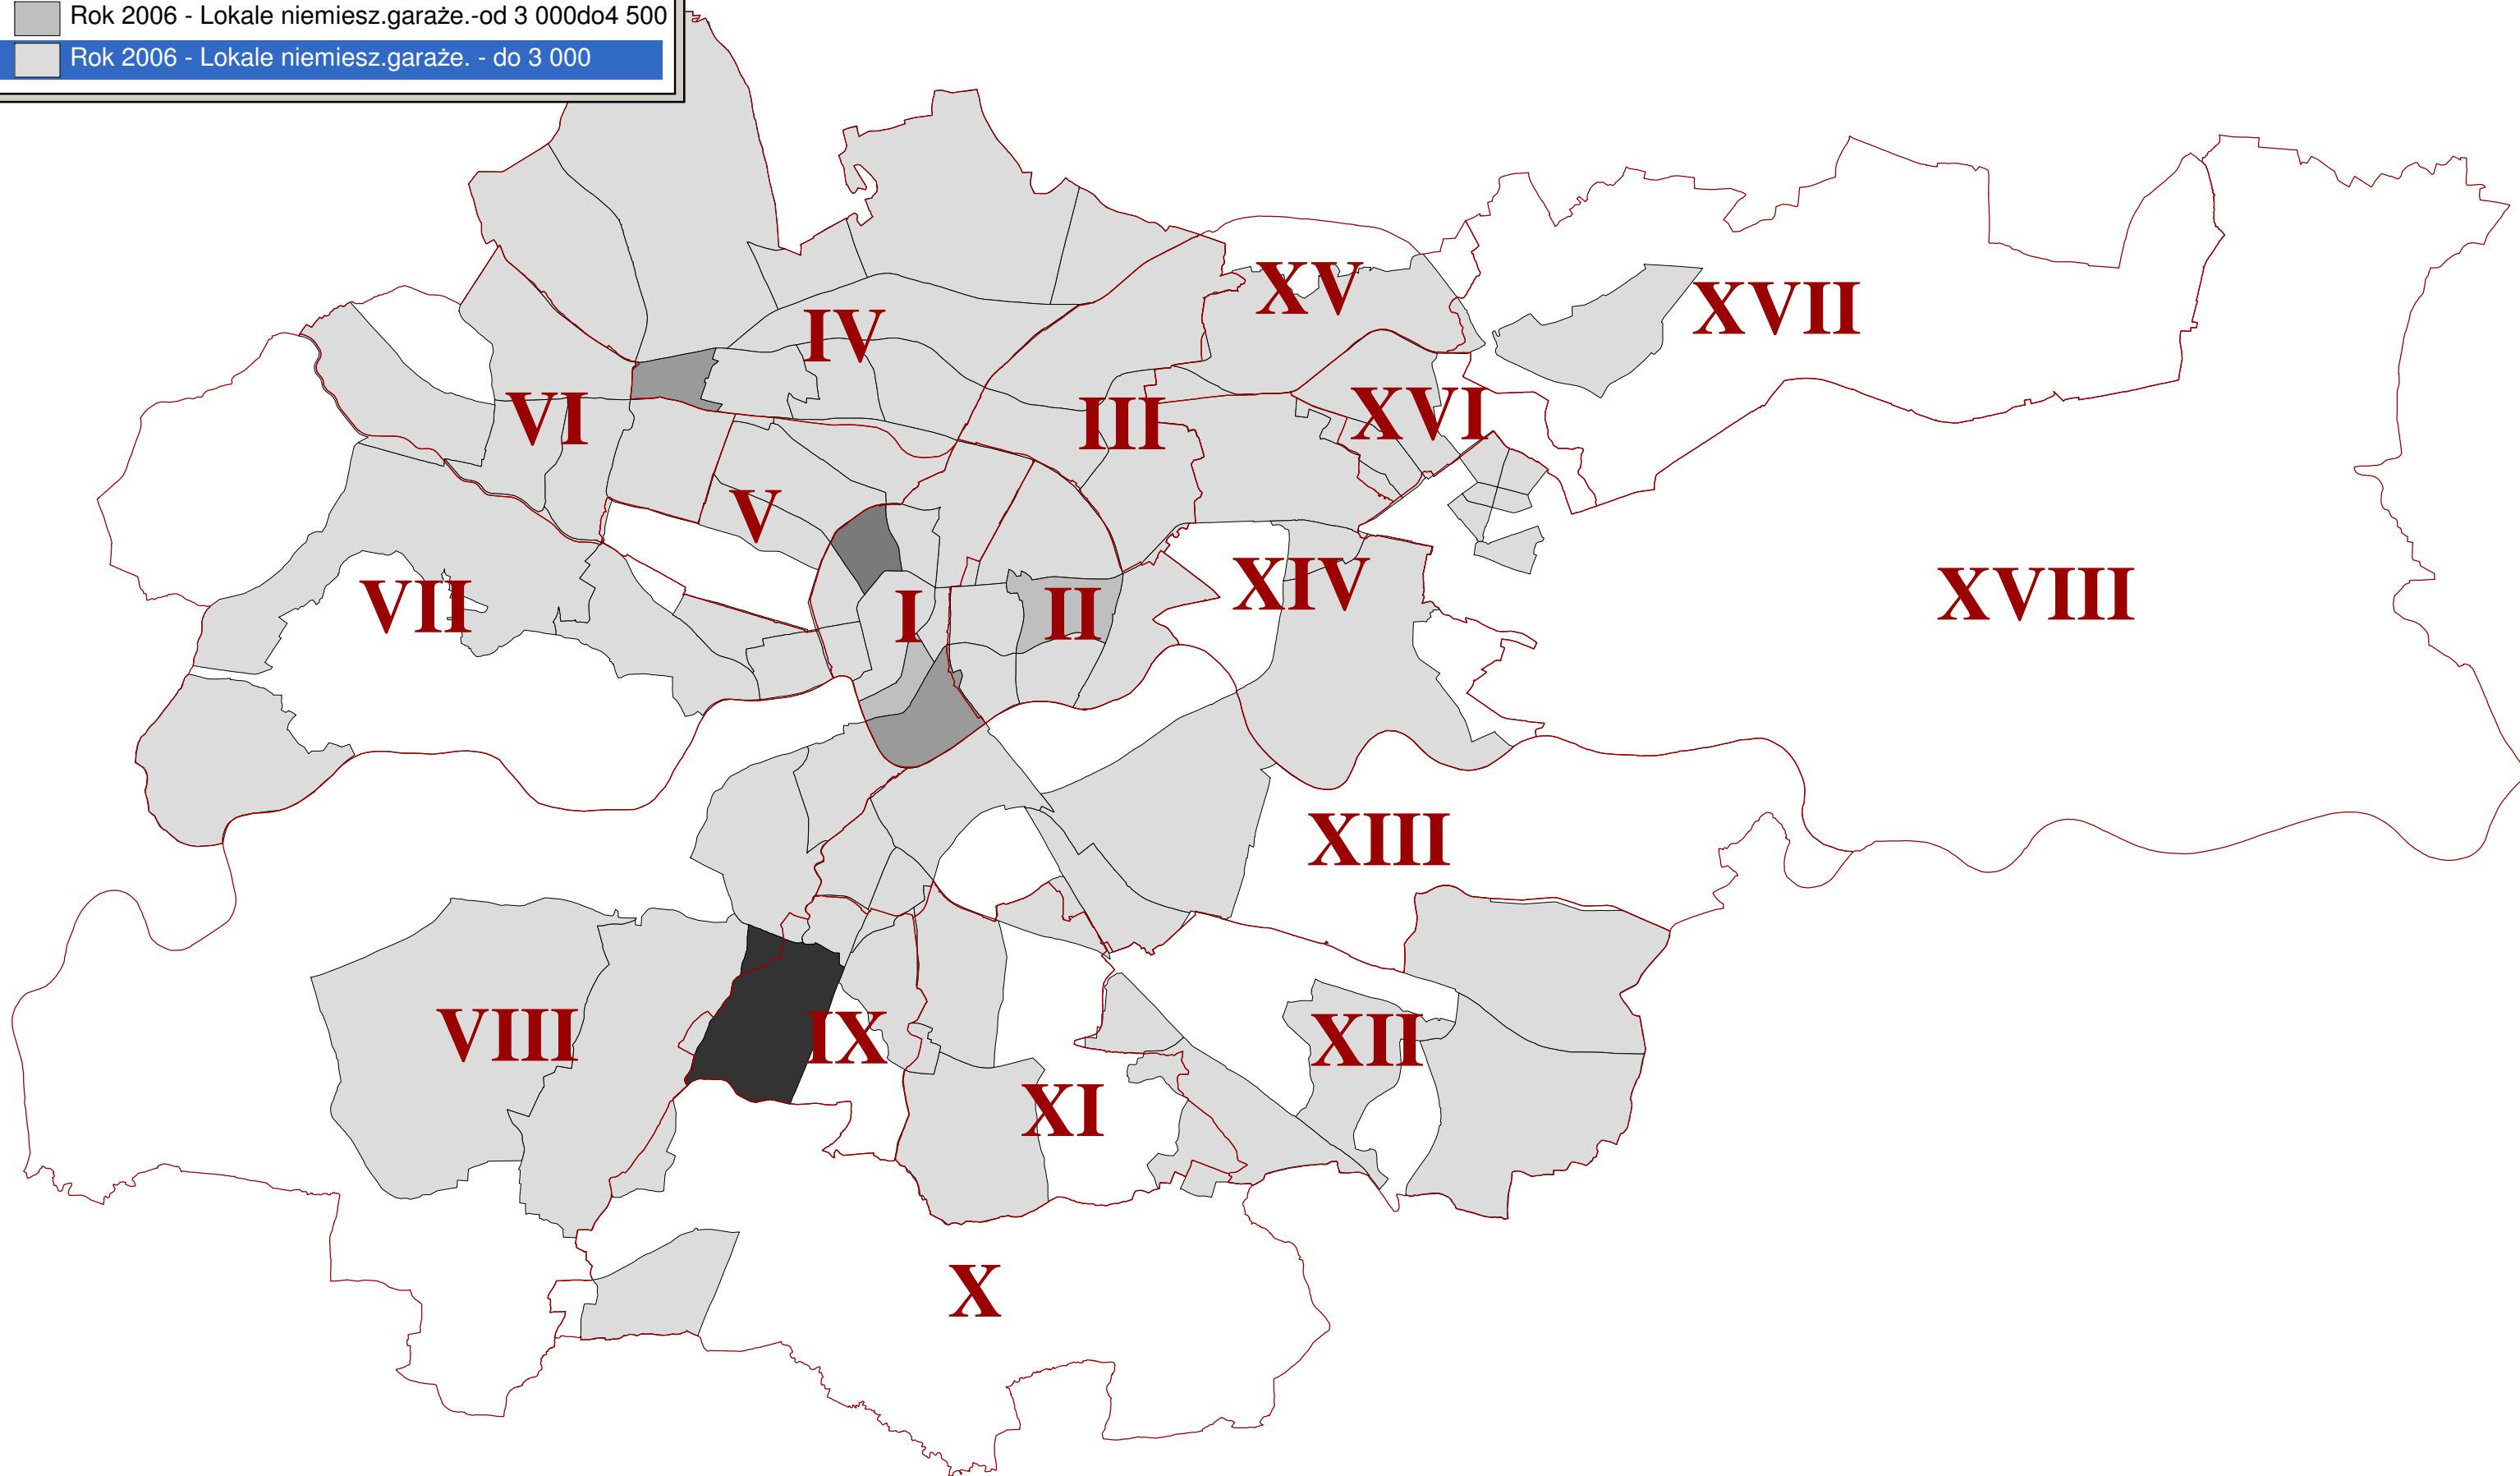 Rok 2006 - Lokale niemiesz.garaże.-od 3 000do4 500
Rok 2006 - Lokale niemiesz.garaże. - do 3 000
XV
XVII
IV
VI
III
XVI
V
VII
I
II
XIV
XVIII
XIII
VIII
IX
XII
XI
X